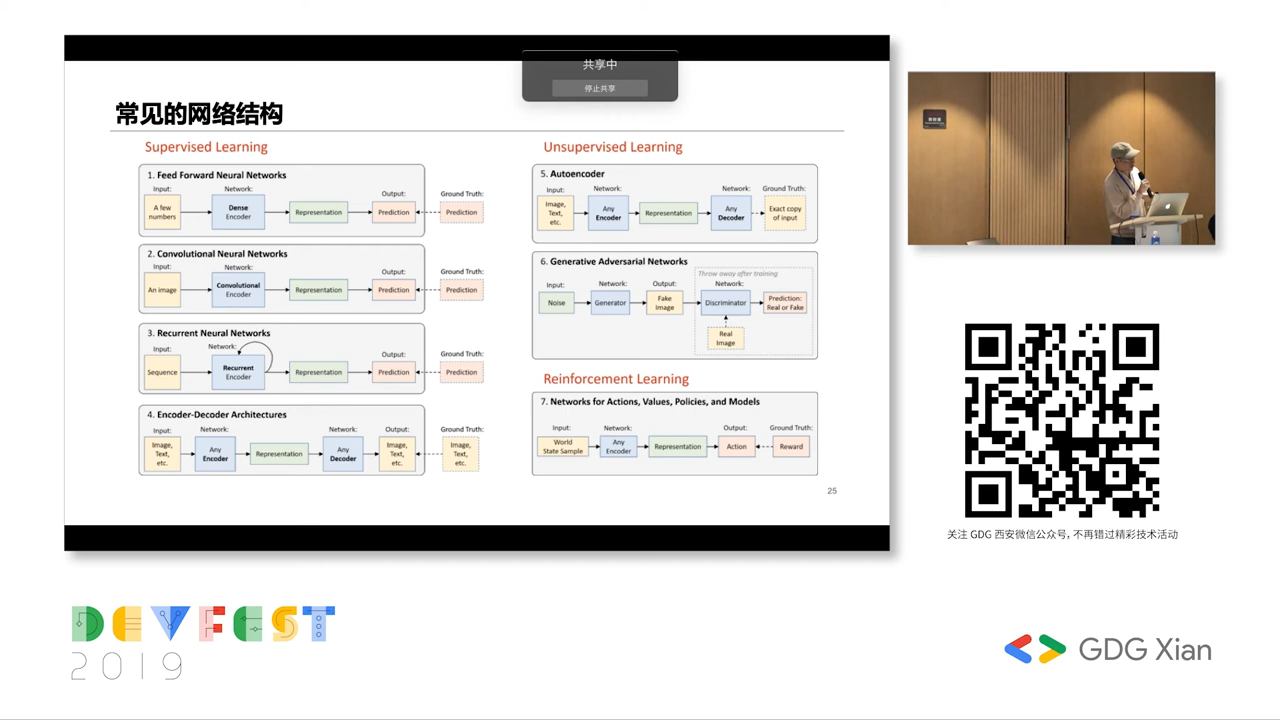 共享中
停止共享
常见的网络结构
Supervised Learning
1. Feed Forward Neural Networks
Input:
Network:
Output:
Ground Truth:
A few
numbers
Dense
Encoder
Representation
Prediction
Prediction
2. Convolutional Neural Networks
Input:
Network:
Output:
Ground Truth:
An image
Convolutional
Encoder
Representation
Prediction
Prediction
3. Recurrent Neural Networks
Input:
Network:
Output:
Ground Truth:
Sequence
Recurrent
Encoder
Representation
Prediction
Prediction
4. Encoder-Decoder Architectures
Input:
Network:
Network:
Output:
Ground Truth:
Image,
Text,
etc.
Any
Encoder
Representation
Any
Decoder
Image,
Text,
etc.
Image,
Text,
etc.
Unsupervised Learning
5. Autoencoder
Input:
Network:
Network:
Ground Truth:
Image,
Text,
etc.
Any
Encoder
Representation
Any
Decoder
Exact copy
of input
6. Generative Adversarial Networks
Throw away after training
Input:
Network:
Output:
Network:
Noise
Generator
Fake
Image
Discriminator
Prediction:
Real or Fake
Real
Image
Reinforcement Learning
7. Networks for Actions, Values, Policies, and Models
Input:
Network:
Output:
Ground Truth:
World
State Sample
Any
Encoder
Representation
Action
Reward
25
关注 GDG 西安微信公众号, 不再错过精彩技术活动
DEVFEST
2019
GDG Xian